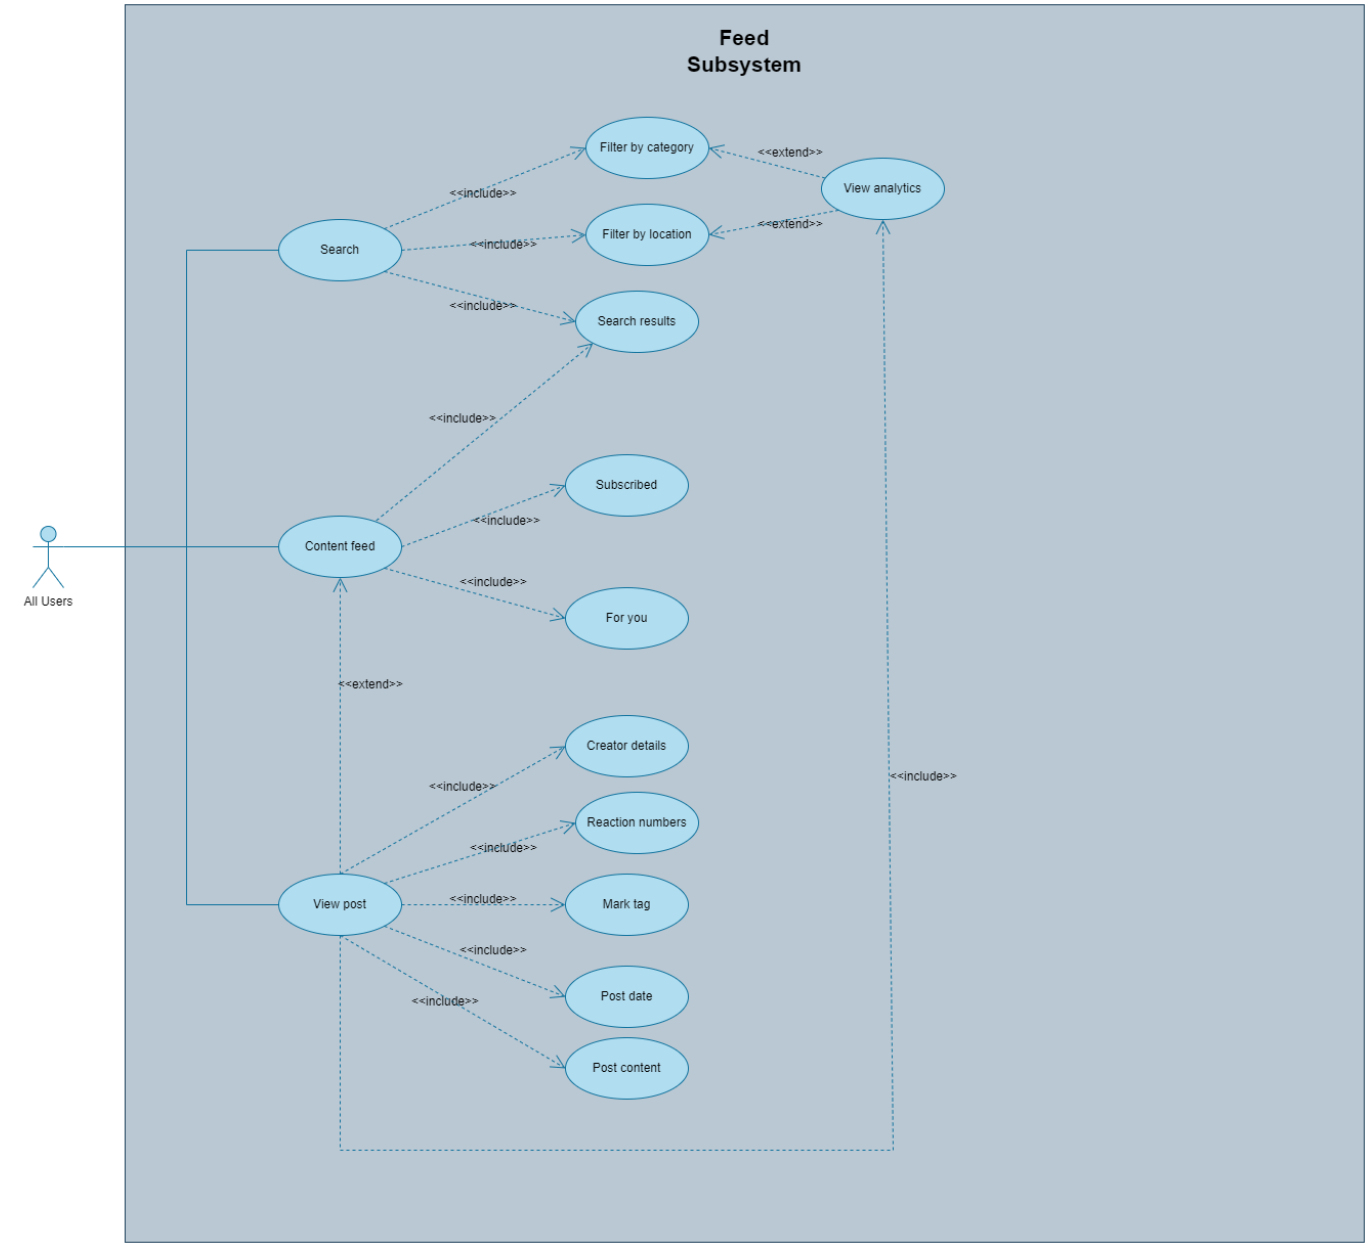 Feed
Subsystem
Filter by category
<<extend>>
View analytics
<<include>>
Filter by location
<<extend>>
Search
<<include>>
<<include>>
Search results
<<include>>
Subscribed
<<include>>
Content feed
<<include>>
For you
All Users
<<extend>>
Creator details
<<include>>
<<include>>
Reaction numbers
<<include>>
View post
<<include>>
Mark tag
<<include>>
Post date
<<include>>
Post content